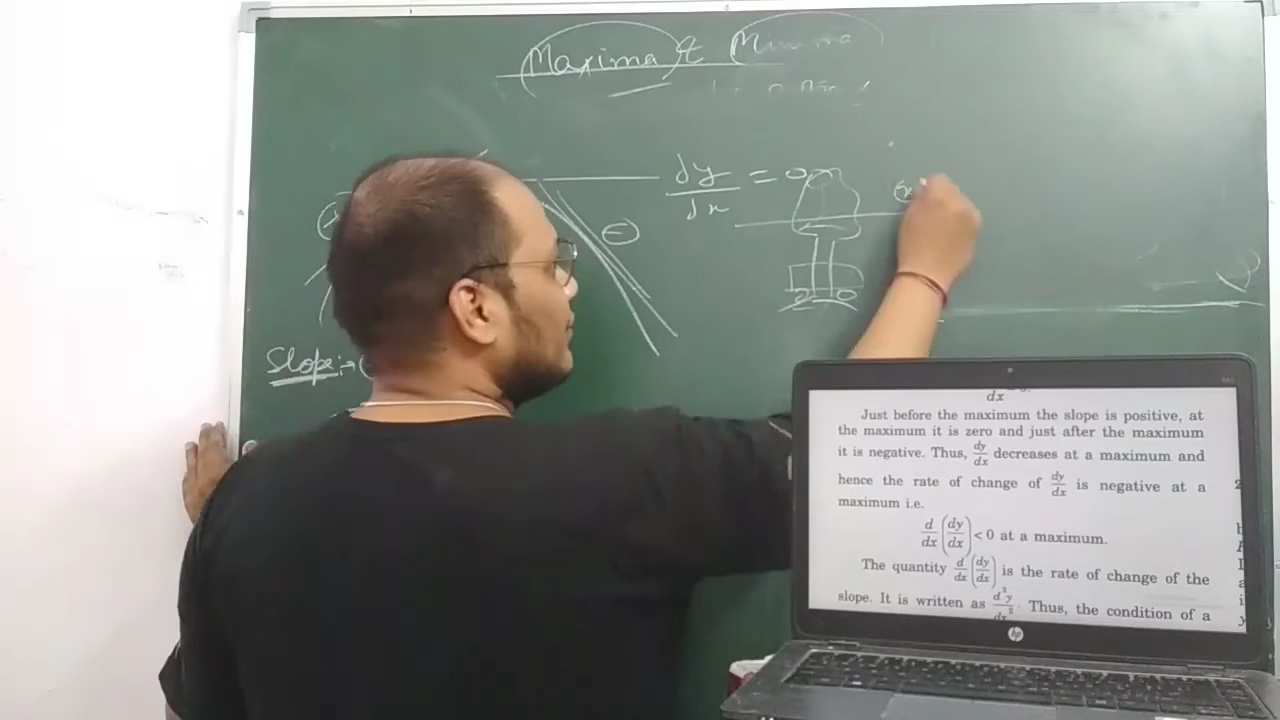 Maxima & Minima
dy/dx = 0
Slope:→
dx
Just before the maximum the slope is positive, at
the maximum it is zero and just after the maximum
it is negative. Thus, dy/dx decreases at a maximum and
hence the rate of change of dy/dx is negative at a
maximum i.e.
d/dx (dy/dx) < 0 at a maximum.
The quantity d/dx (dy/dx) is the rate of change of the
slope. It is written as d²y/dx². Thus, the condition of a
hp